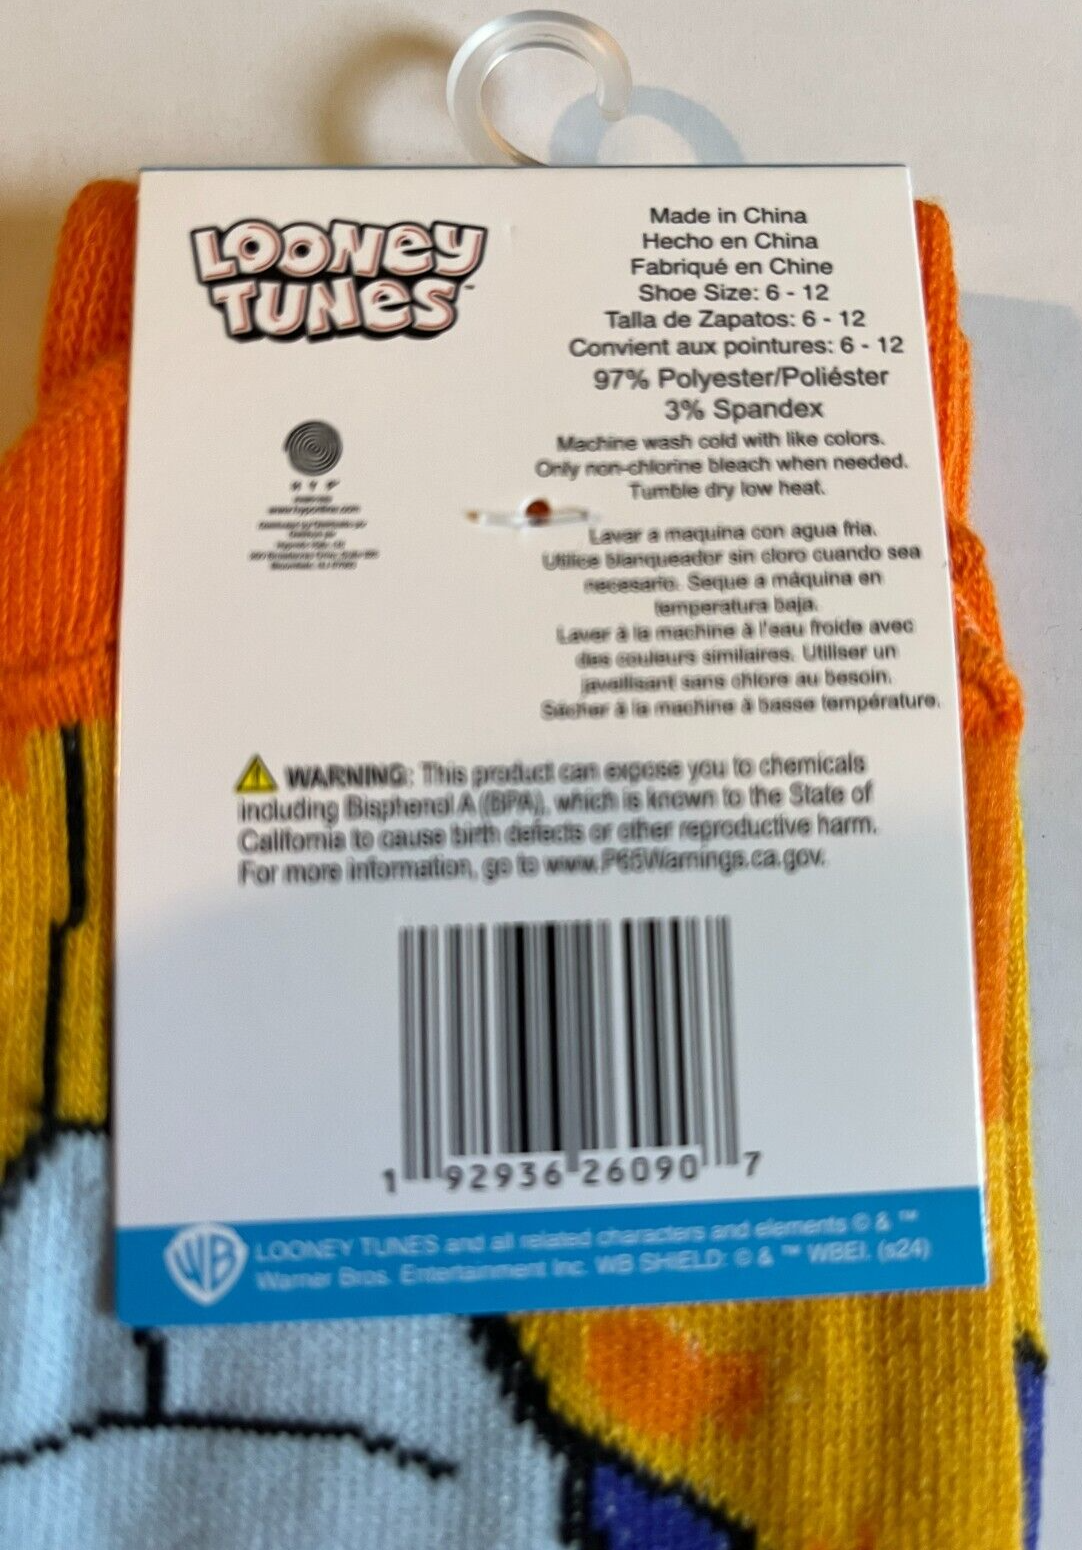 LOONEY
TUNES™
Made in China
Hecho en China
Fabriqué en Chine
Shoe Size: 6 - 12
Talla de Zapatos: 6 - 12
Convient aux pointures: 6 - 12
97% Polyester/Poliéster
3% Spandex
Machine wash cold with like colors.
Only non-chlorine bleach when needed.
Tumble dry low heat.
Lavar a maquina con agua fria.
Utilice blanqueador sin cloro cuando sea
necesario. Seque a máquina en
temperatura baja.
Laver à la machine à l'eau froide avec
des couleurs similaires. Utiliser un
javellisant sans chlore au besoin.
Sécher à la machine à basse température.
HYP
WARNING: This product can expose you to chemicals
including Bisphenol A (BPA), which is known to the State of
California to cause birth defects or other reproductive harm.
For more information, go to www.P65Warnings.ca.gov.
1 92936 26090 7
WB
LOONEY TUNES and all related characters and elements © & ™
Warner Bros. Entertainment Inc. WB SHIELD: © & ™ WBEI. (s24)